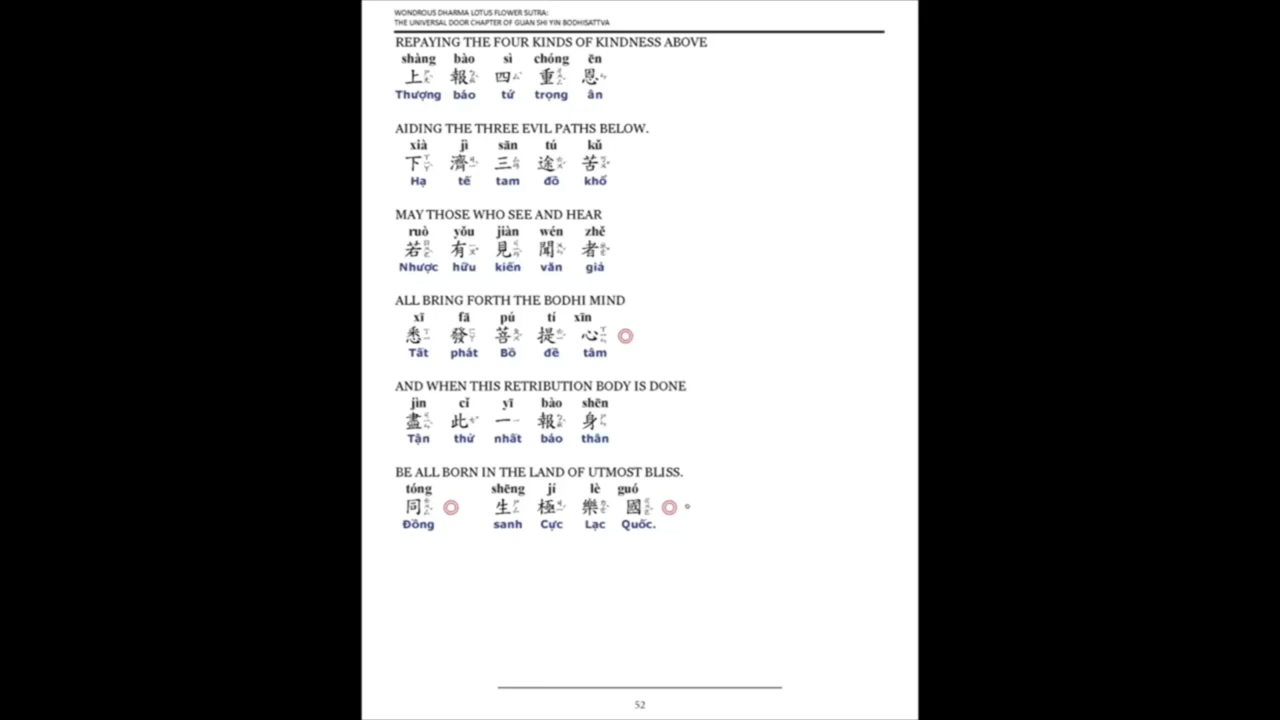 WONDROUS DHARMA LOTUS FLOWER SUTRA:
THE UNIVERSAL DOOR CHAPTER OF GUAN SHI YIN BODHISATTVA
REPAYING THE FOUR KINDS OF KINDNESS ABOVE
shàng bào sì chóng ēn
上 報 四 重 恩
Thượng báo tứ trọng ân
AIDING THE THREE EVIL PATHS BELOW.
xià jì sān tú kǔ
下 濟 三 途 苦
Hạ tế tam đồ khổ
MAY THOSE WHO SEE AND HEAR
ruò yǒu jiàn wén zhě
若 有 見 聞 者
Nhược hữu kiến văn giả
ALL BRING FORTH THE BODHI MIND
xī fā pú tí xīn
悉 發 菩 提 心
Tất phát Bồ đề tâm
AND WHEN THIS RETRIBUTION BODY IS DONE
jìn cǐ yī bào shēn
盡 此 一 報 身
Tận thử nhất báo thân
BE ALL BORN IN THE LAND OF UTMOST BLISS.
tóng shēng jí lè guó
同 生 極 樂 國 。
Đồng sanh Cực Lạc Quốc.
52